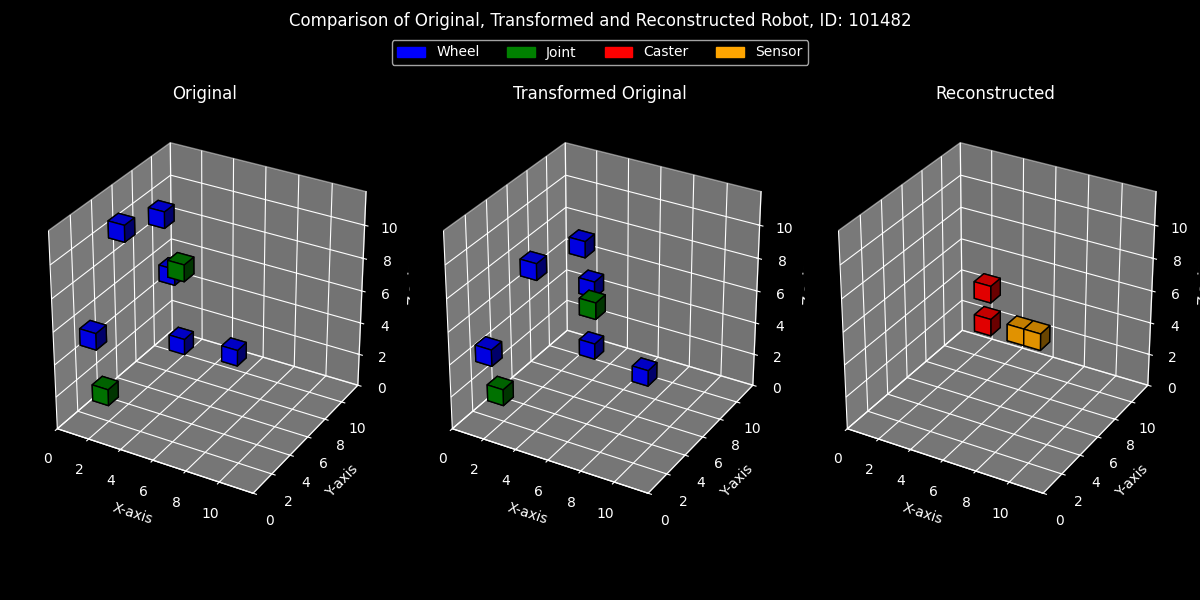 Comparison of Original, Transformed and Reconstructed Robot, ID: 101482
Wheel Joint Caster Sensor
Original Transformed Original Reconstructed
10 10 10
8 8 8
6 6 6
4 4 4
2 2 2
0 0 0
0 2 4 6 8 10 0 2 4 6 8 10 0 2 4 6 8 10
0 2 4 6 8 10 0 2 4 6 8 10 0 2 4 6 8 10
X-axis Y-axis X-axis Y-axis X-axis Y-axis